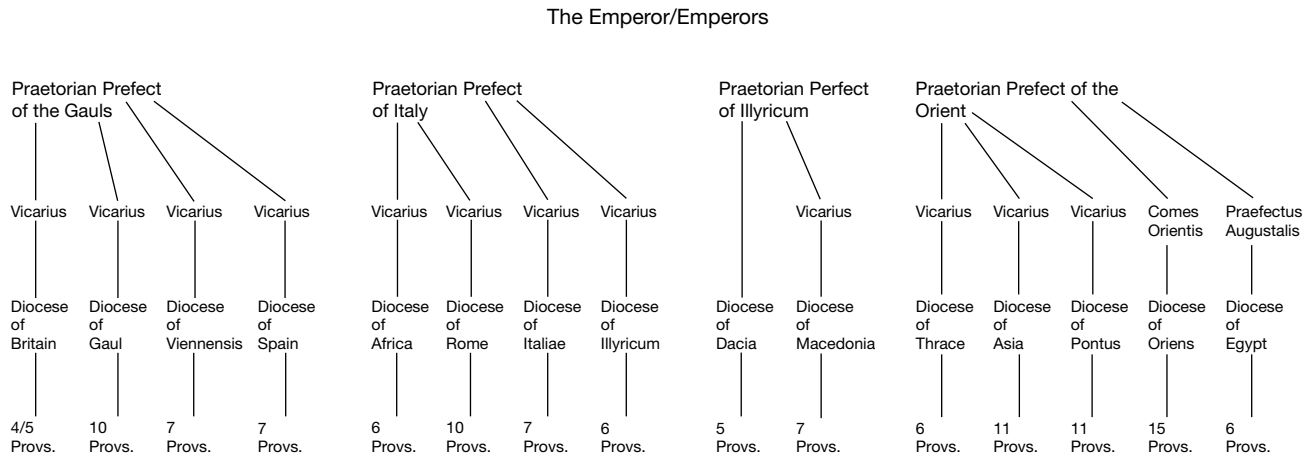 The Emperor/Emperors
Praetorian Prefect
of the Gauls
Praetorian Prefect
of Italy
Praetorian Perfect
of Illyricum
Praetorian Prefect of the
Orient
Vicarius
Vicarius
Vicarius
Vicarius
Vicarius
Vicarius
Vicarius
Vicarius
Vicarius
Vicarius
Vicarius
Vicarius
Comes
Orientis
Praefectus
Augustalis
Diocese
of
Britain
Diocese
of
Gaul
Diocese
of
Viennensis
Diocese
of
Spain
Diocese
of
Africa
Diocese
of
Rome
Diocese
of
Italiae
Diocese
of
Illyricum
Diocese
of
Dacia
Diocese
of
Macedonia
Diocese
of
Thrace
Diocese
of
Asia
Diocese
of
Pontus
Diocese
of
Oriens
Diocese
of
Egypt
4/5
Provs.
10
Provs.
7
Provs.
7
Provs.
6
Provs.
10
Provs.
7
Provs.
6
Provs.
5
Provs.
7
Provs.
6
Provs.
11
Provs.
11
Provs.
15
Provs.
6
Provs.